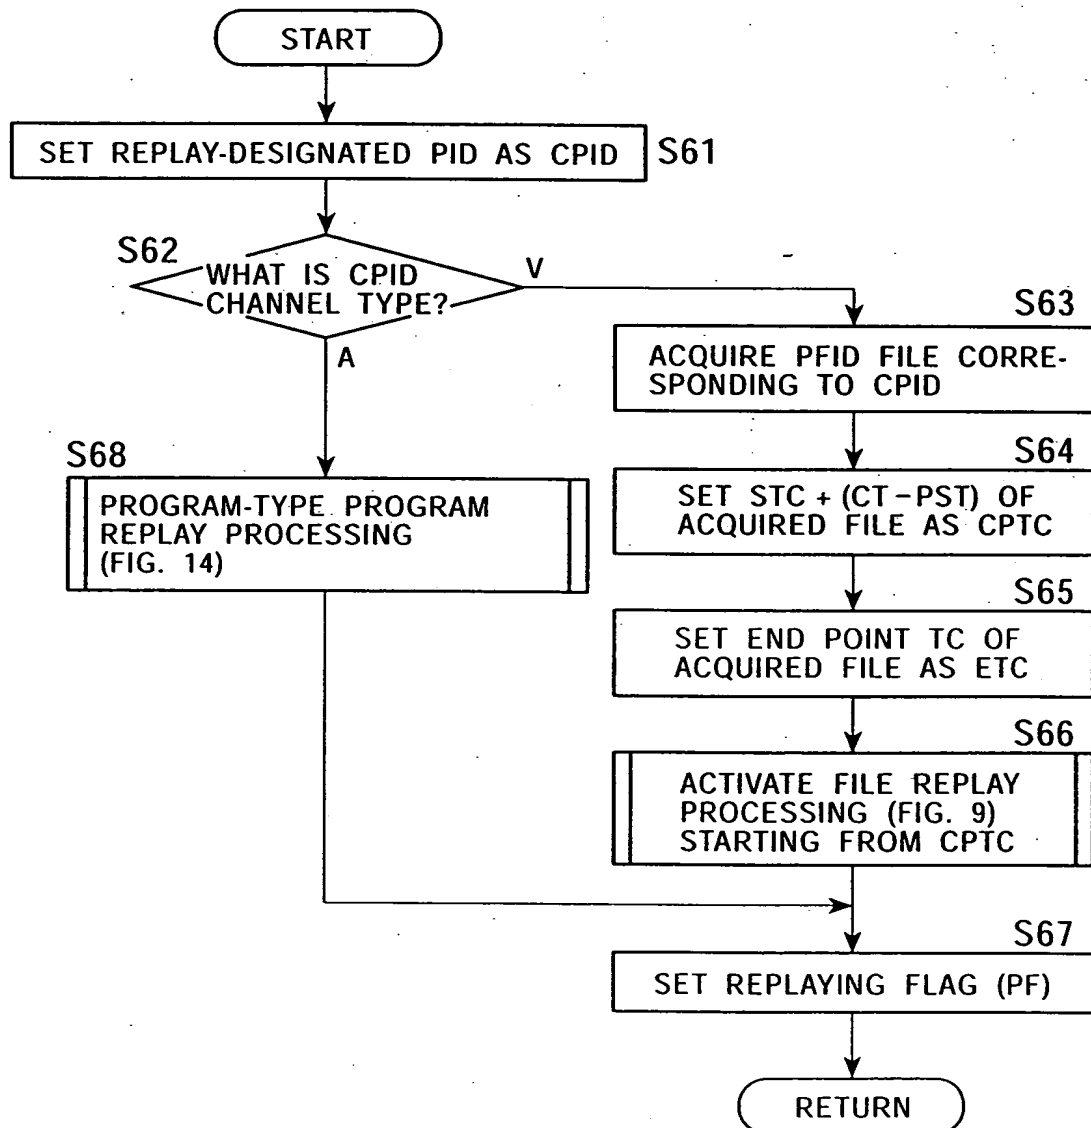 START
SET REPLAY-DESIGNATED PID AS CPID
S61
S62
WHAT IS CPID
CHANNEL TYPE?
V
A
S63
ACQUIRE PFID FILE CORRE-
SPONDING TO CPID
S64
SET STC + (CT – PST) OF
ACQUIRED FILE AS CPTC
S65
SET END POINT TC OF
ACQUIRED FILE AS ETC
S66
ACTIVATE FILE REPLAY
PROCESSING (FIG. 9)
STARTING FROM CPTC
S68
PROGRAM-TYPE PROGRAM
REPLAY PROCESSING
(FIG. 14)
S67
SET REPLAYING FLAG (PF)
RETURN